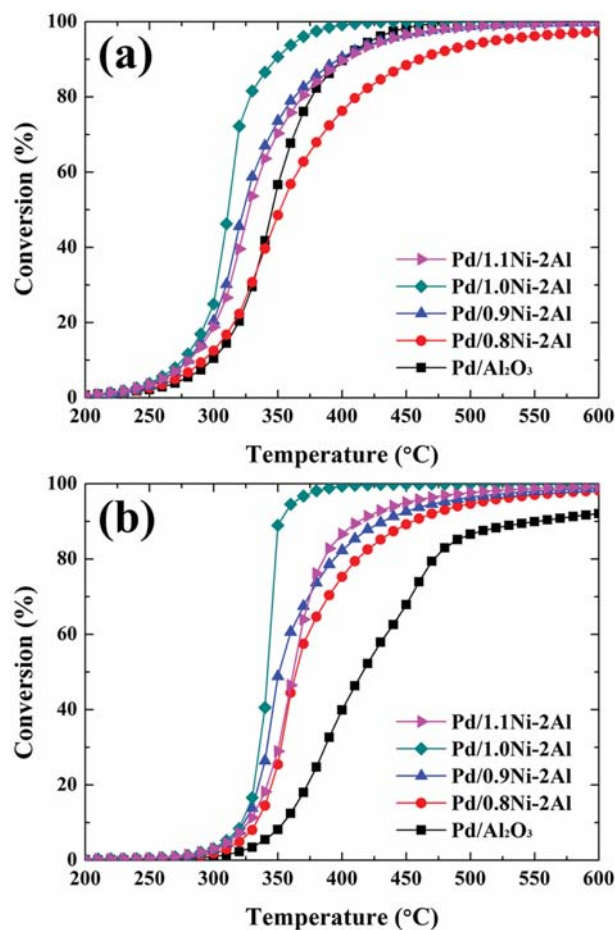 (a)
Conversion (%)
100
80
60
40
20
0
Pd/1.1Ni-2Al
Pd/1.0Ni-2Al
Pd/0.9Ni-2Al
Pd/0.8Ni-2Al
Pd/Al₂O₃
200 250 300 350 400 450 500 550 600
Temperature (°C)
(b)
Conversion (%)
100
80
60
40
20
0
Pd/1.1Ni-2Al
Pd/1.0Ni-2Al
Pd/0.9Ni-2Al
Pd/0.8Ni-2Al
Pd/Al₂O₃
200 250 300 350 400 450 500 550 600
Temperature (°C)